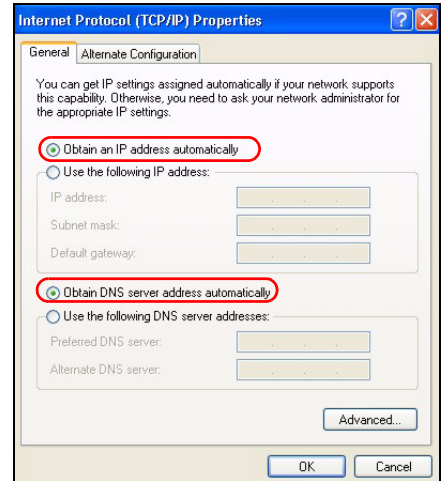 Internet Protocol (TCP/IP) Properties
General
Alternate Configuration
You can get IP settings assigned automatically if your network supports
this capability. Otherwise, you need to ask your network administrator for
the appropriate IP settings.
Obtain an IP address automatically
Use the following IP address:
IP address:
Subnet mask:
Default gateway:
Obtain DNS server address automatically
Use the following DNS server addresses:
Preferred DNS server:
Alternate DNS server:
Advanced...
OK
Cancel